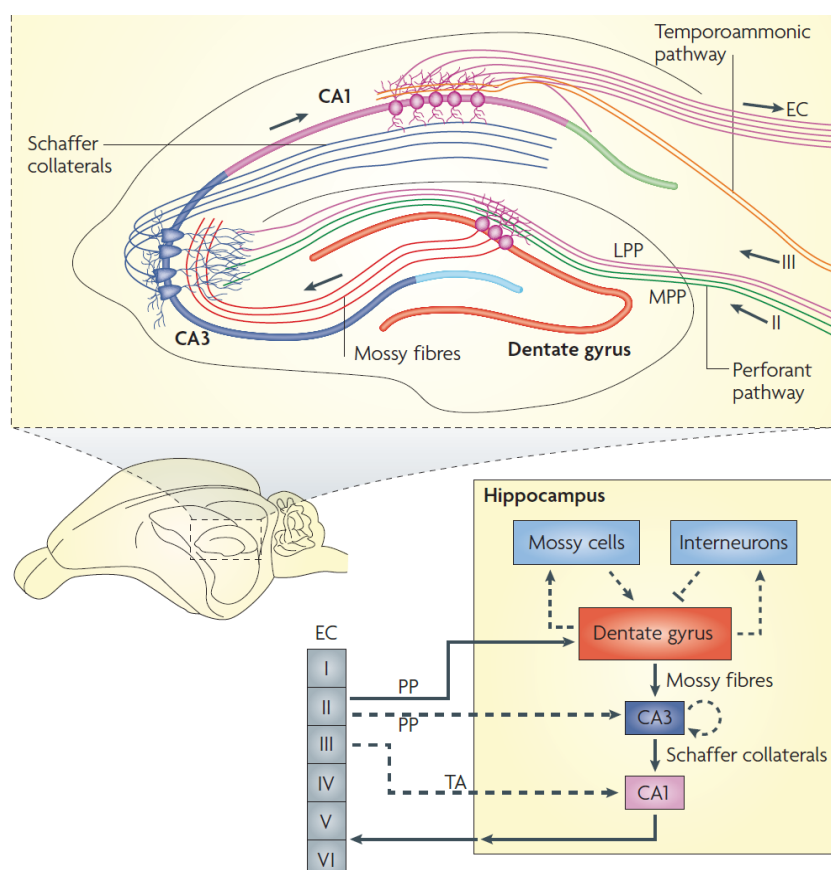 Temporoammonic
pathway
CA1
EC
Schaffer
collaterals
LPP
III
MPP
II
CA3
Mossy fibres
Dentate gyrus
Perforant
pathway
Hippocampus
Mossy cells
Interneurons
EC
Dentate gyrus
I
PP
Mossy fibres
II
PP
CA3
III
Schaffer collaterals
IV
TA
CA1
V
VI